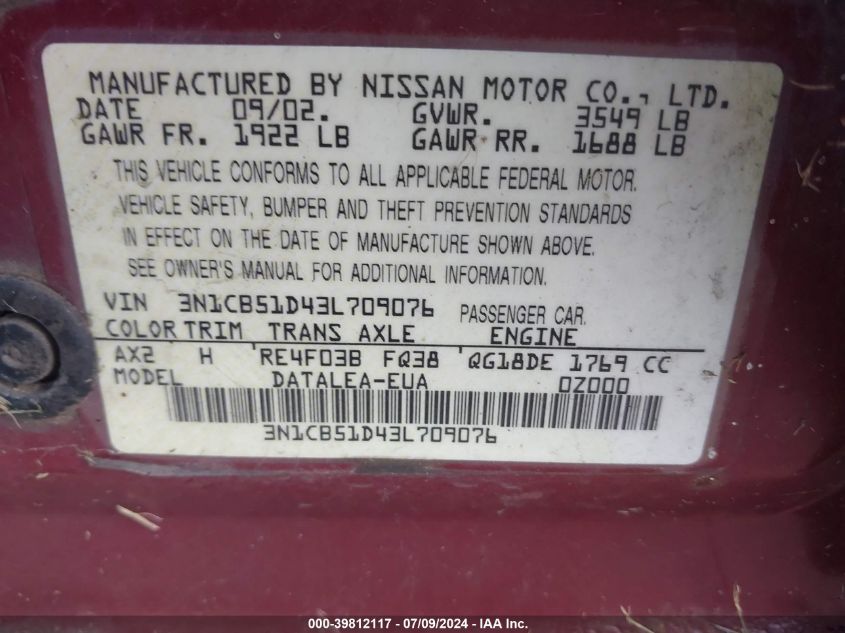 MANUFACTURED BY NISSAN MOTOR CO., LTD.
DATE 09/02. GVWR. 3549 LB
GAWR FR. 1922 LB GAWR RR. 1688 LB
THIS VEHICLE CONFORMS TO ALL APPLICABLE FEDERAL MOTOR.
VEHICLE SAFETY, BUMPER AND THEFT PREVENTION STANDARDS
IN EFFECT ON THE DATE OF MANUFACTURE SHOWN ABOVE.
SEE OWNER'S MANUAL FOR ADDITIONAL INFORMATION.
VIN 3N1CB51D43L709076 PASSENGER CAR.
COLOR TRIM TRANS AXLE ENGINE
AX2 H 'RE4F03B FQ38 'QG18DE 1769 CC
MODEL DATALEA-EUA 0Z000
3N1CB51D43L709076
000-39812117 - 07/09/2024 - IAA Inc.